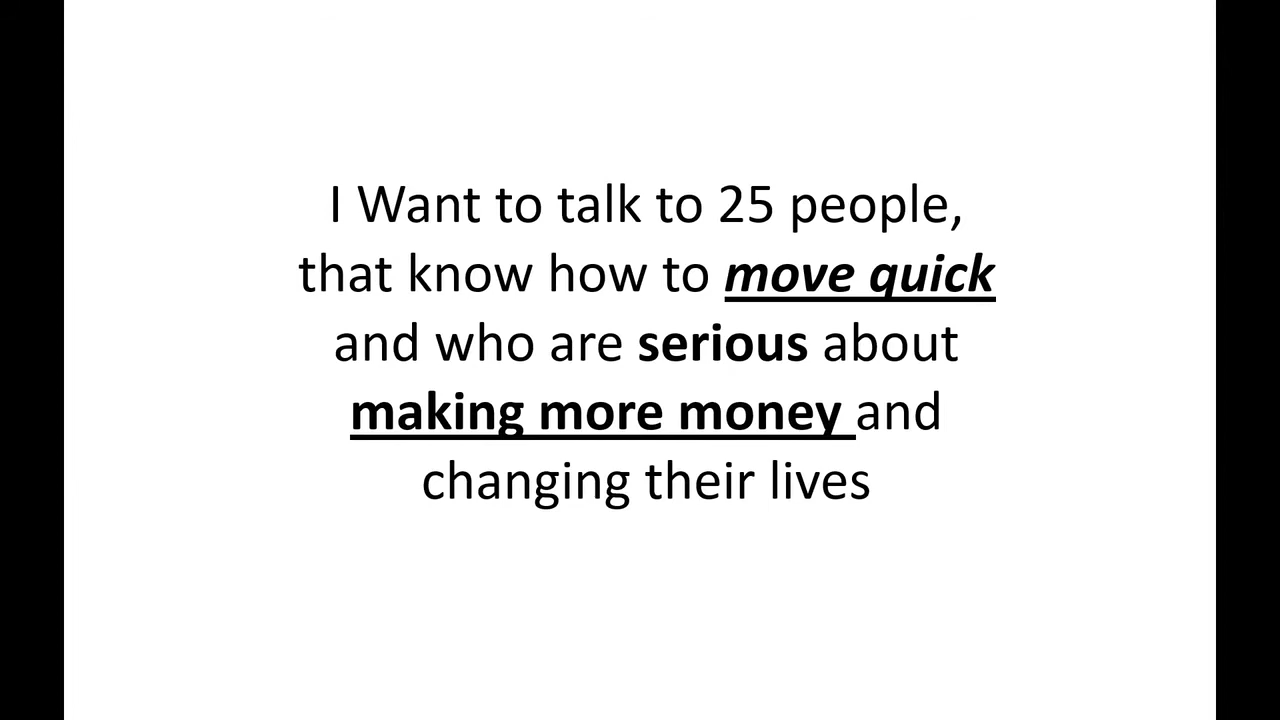 I Want to talk to 25 people,
that know how to move quick
and who are serious about
making more money and
changing their lives